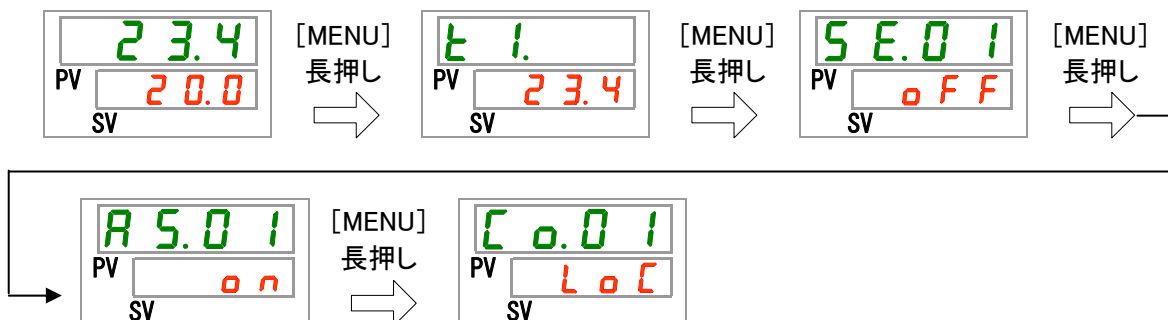 23.4
PV 20.0
SV
[MENU]
長押し
t 1.
PV 23.4
SV
[MENU]
長押し
SE.01
PV oFF
SV
[MENU]
長押し
AS.01
PV on
SV
[MENU]
長押し
Co.01
PV LoC
SV